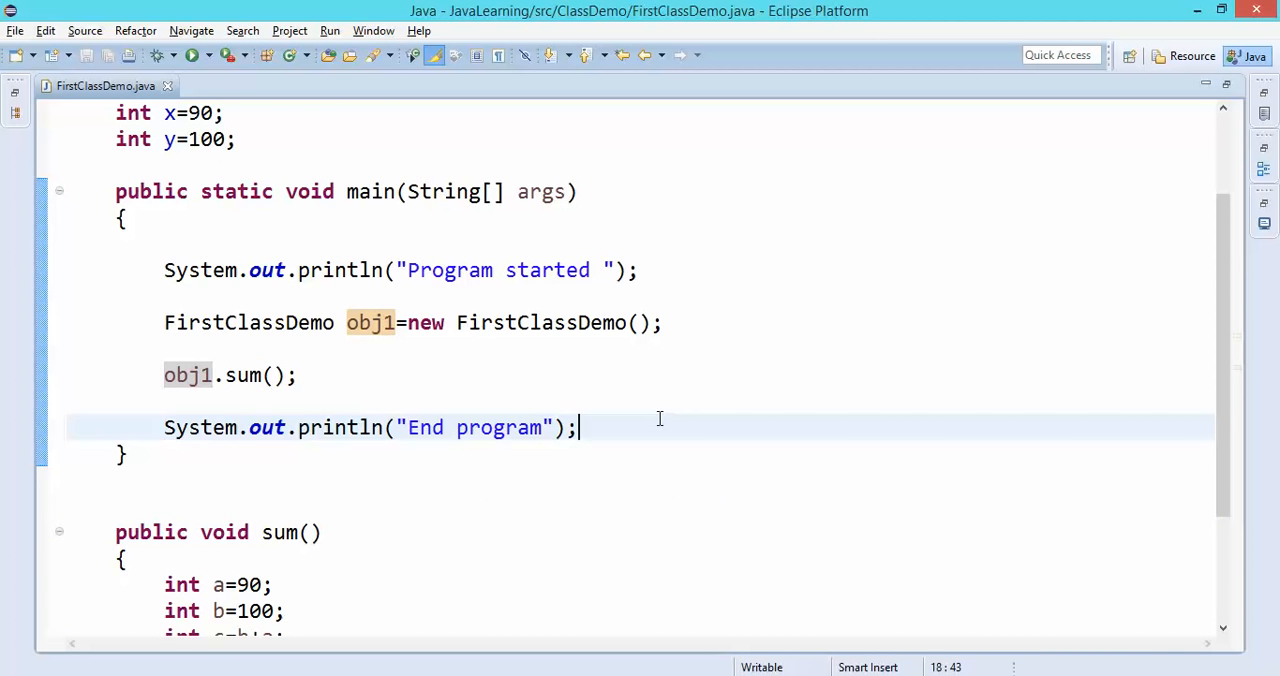 Java - JavaLearning/src/ClassDemo/FirstClassDemo.java - Eclipse Platform
File Edit Source Refactor Navigate Search Project Run Window Help
Quick Access Resource Java
FirstClassDemo.java
int x=90;
int y=100;
public static void main(String[] args)
{
System.out.println("Program started ");
FirstClassDemo obj1=new FirstClassDemo();
obj1.sum();
System.out.println("End program");
}
public void sum()
{
int a=90;
int b=100;
Writable Smart Insert 18:43